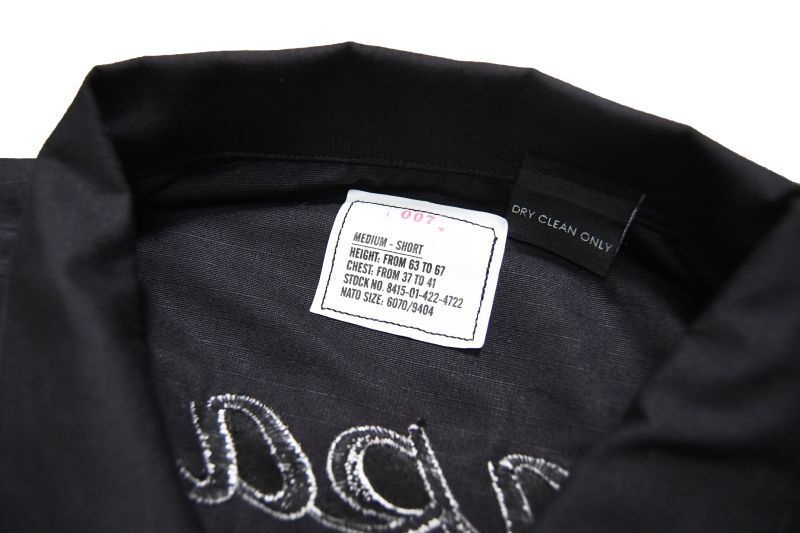 007
MEDIUM - SHORT
HEIGHT: FROM 63 TO 67
CHEST: FROM 37 TO 41
STOCK NO. 8415-01-422-4722
NATO SIZE: 6070/9404
DRY CLEAN ONLY